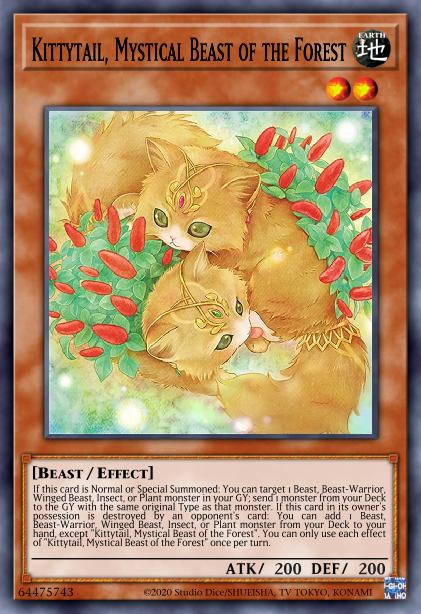 Kittytail, Mystical Beast of the Forest
EARTH
地
[Beast / Effect]
If this card is Normal or Special Summoned: You can target 1 Beast, Beast-Warrior,
Winged Beast, Insect, or Plant monster in your GY; send 1 monster from your Deck
to the GY with the same original Type as that monster. If this card in its owner's
possession is destroyed by an opponent's card: You can add 1 Beast,
Beast-Warrior, Winged Beast, Insect, or Plant monster from your Deck to your
hand, except "Kittytail, Mystical Beast of the Forest". You can only use each effect
of "Kittytail, Mystical Beast of the Forest" once per turn.
ATK/ 200 DEF/ 200
64475743
©2020 Studio Dice/SHUEISHA, TV TOKYO, KONAMI